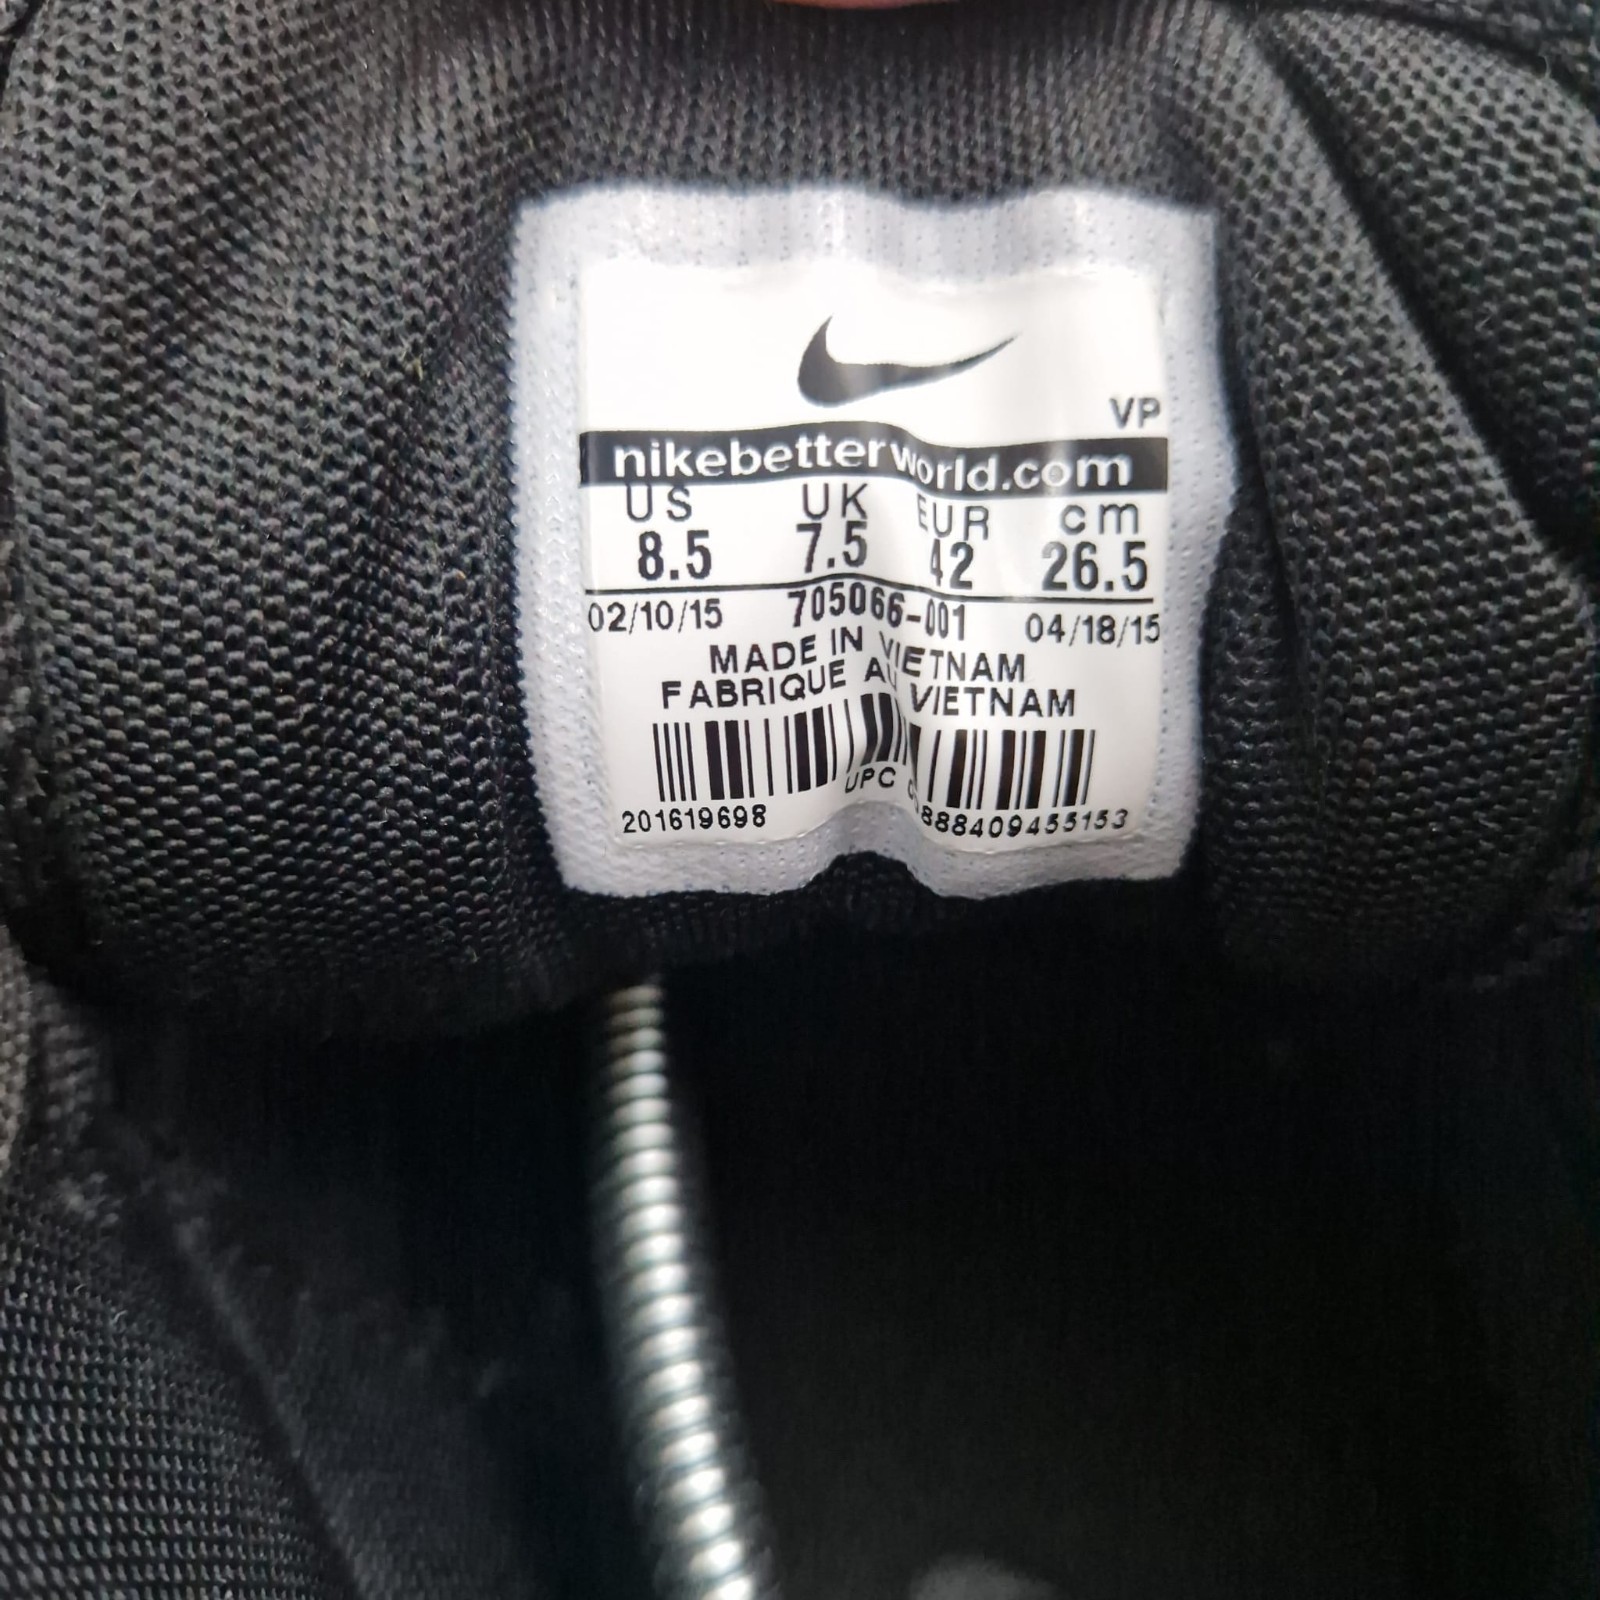 VP
nikebetterworld.com
US UK EUR cm
8.5 7.5 42 26.5
02/10/15 705066-001 04/18/15
MADE IN VIETNAM
FABRIQUE AU VIETNAM
UPC
201619698